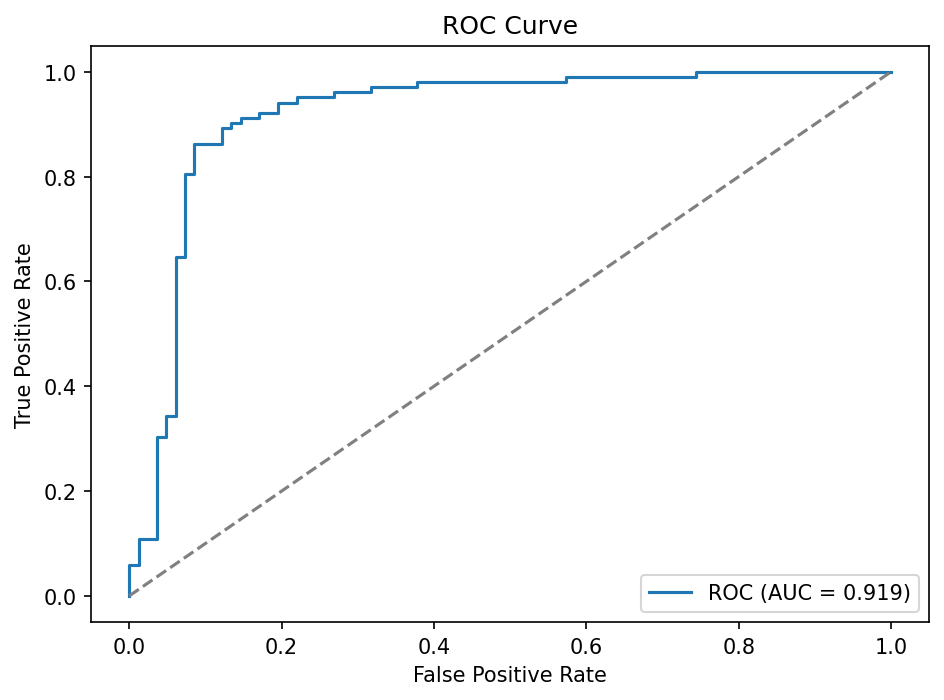 ROC Curve
True Positive Rate
1.0
0.8
0.6
0.4
0.2
0.0
0.0 0.2 0.4 0.6 0.8 1.0
False Positive Rate
ROC (AUC = 0.919)